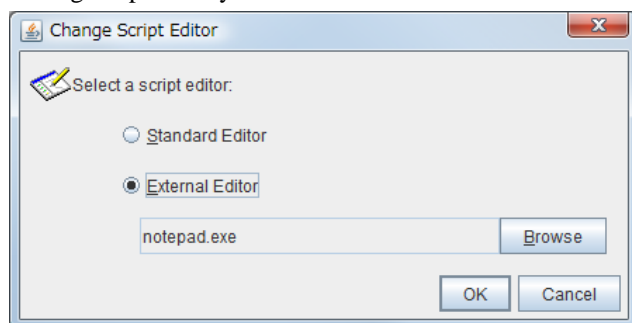 Change Script Editor
Select a script editor:
Standard Editor
External Editor
notepad.exe
Browse
OK
Cancel